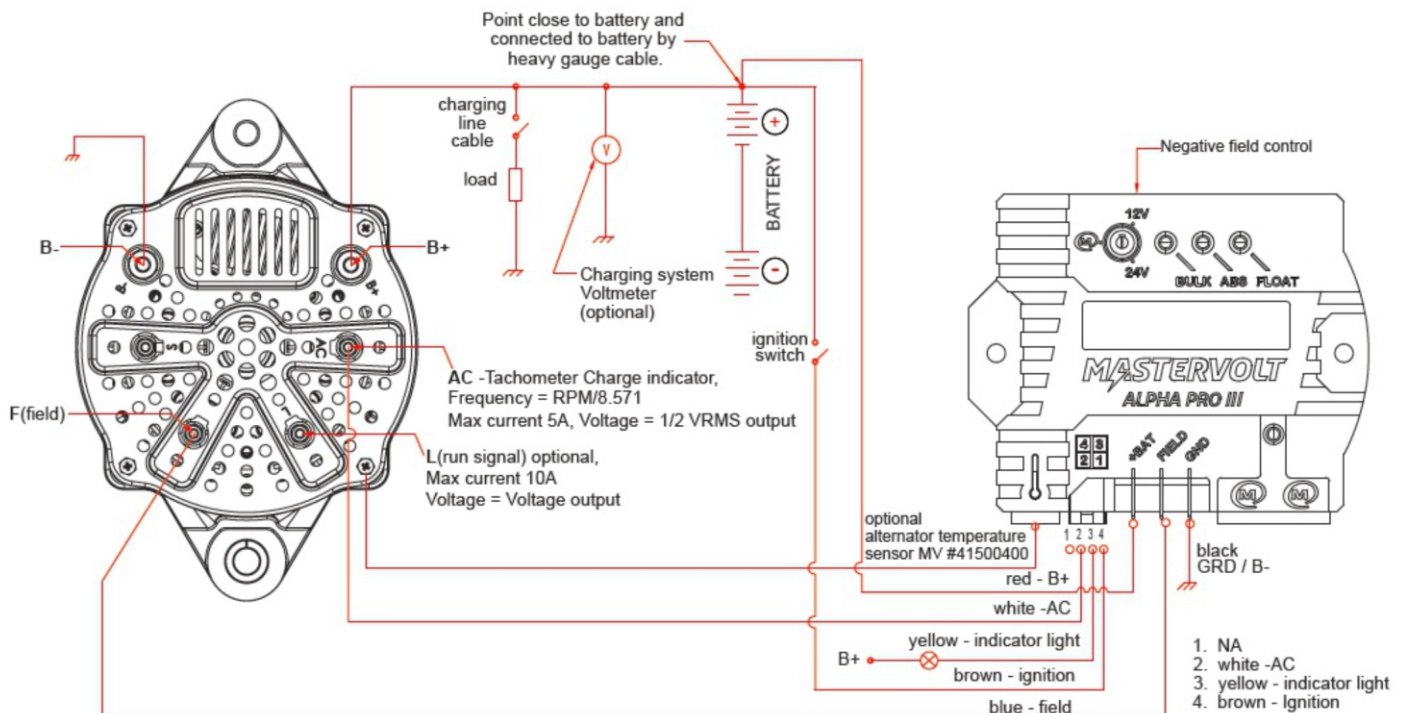 Point close to battery and
connected to battery by
heavy gauge cable.
charging
line
cable
load
V
+
BATTERY
-
B-
B+
B-
B+
Charging system
Voltmeter
(optional)
S
AC
L
AC -Tachometer Charge indicator,
Frequency = RPM/8.571
Max current 5A, Voltage = 1/2 VRMS output
F(field)
L(run signal) optional,
Max current 10A
Voltage = Voltage output
ignition
switch
Negative field control
12V
24V
BULK ABS FLOAT
MASTERVOLT
ALPHA PRO III
4 3
2 1
+BAT FIELD GND
optional
alternator temperature
sensor MV #41500400
1 2 3 4
black
GRD / B-
red - B+
white -AC
yellow - indicator light
B+
brown - ignition
blue - field
1. NA
2. white -AC
3. yellow - indicator light
4. brown - Ignition